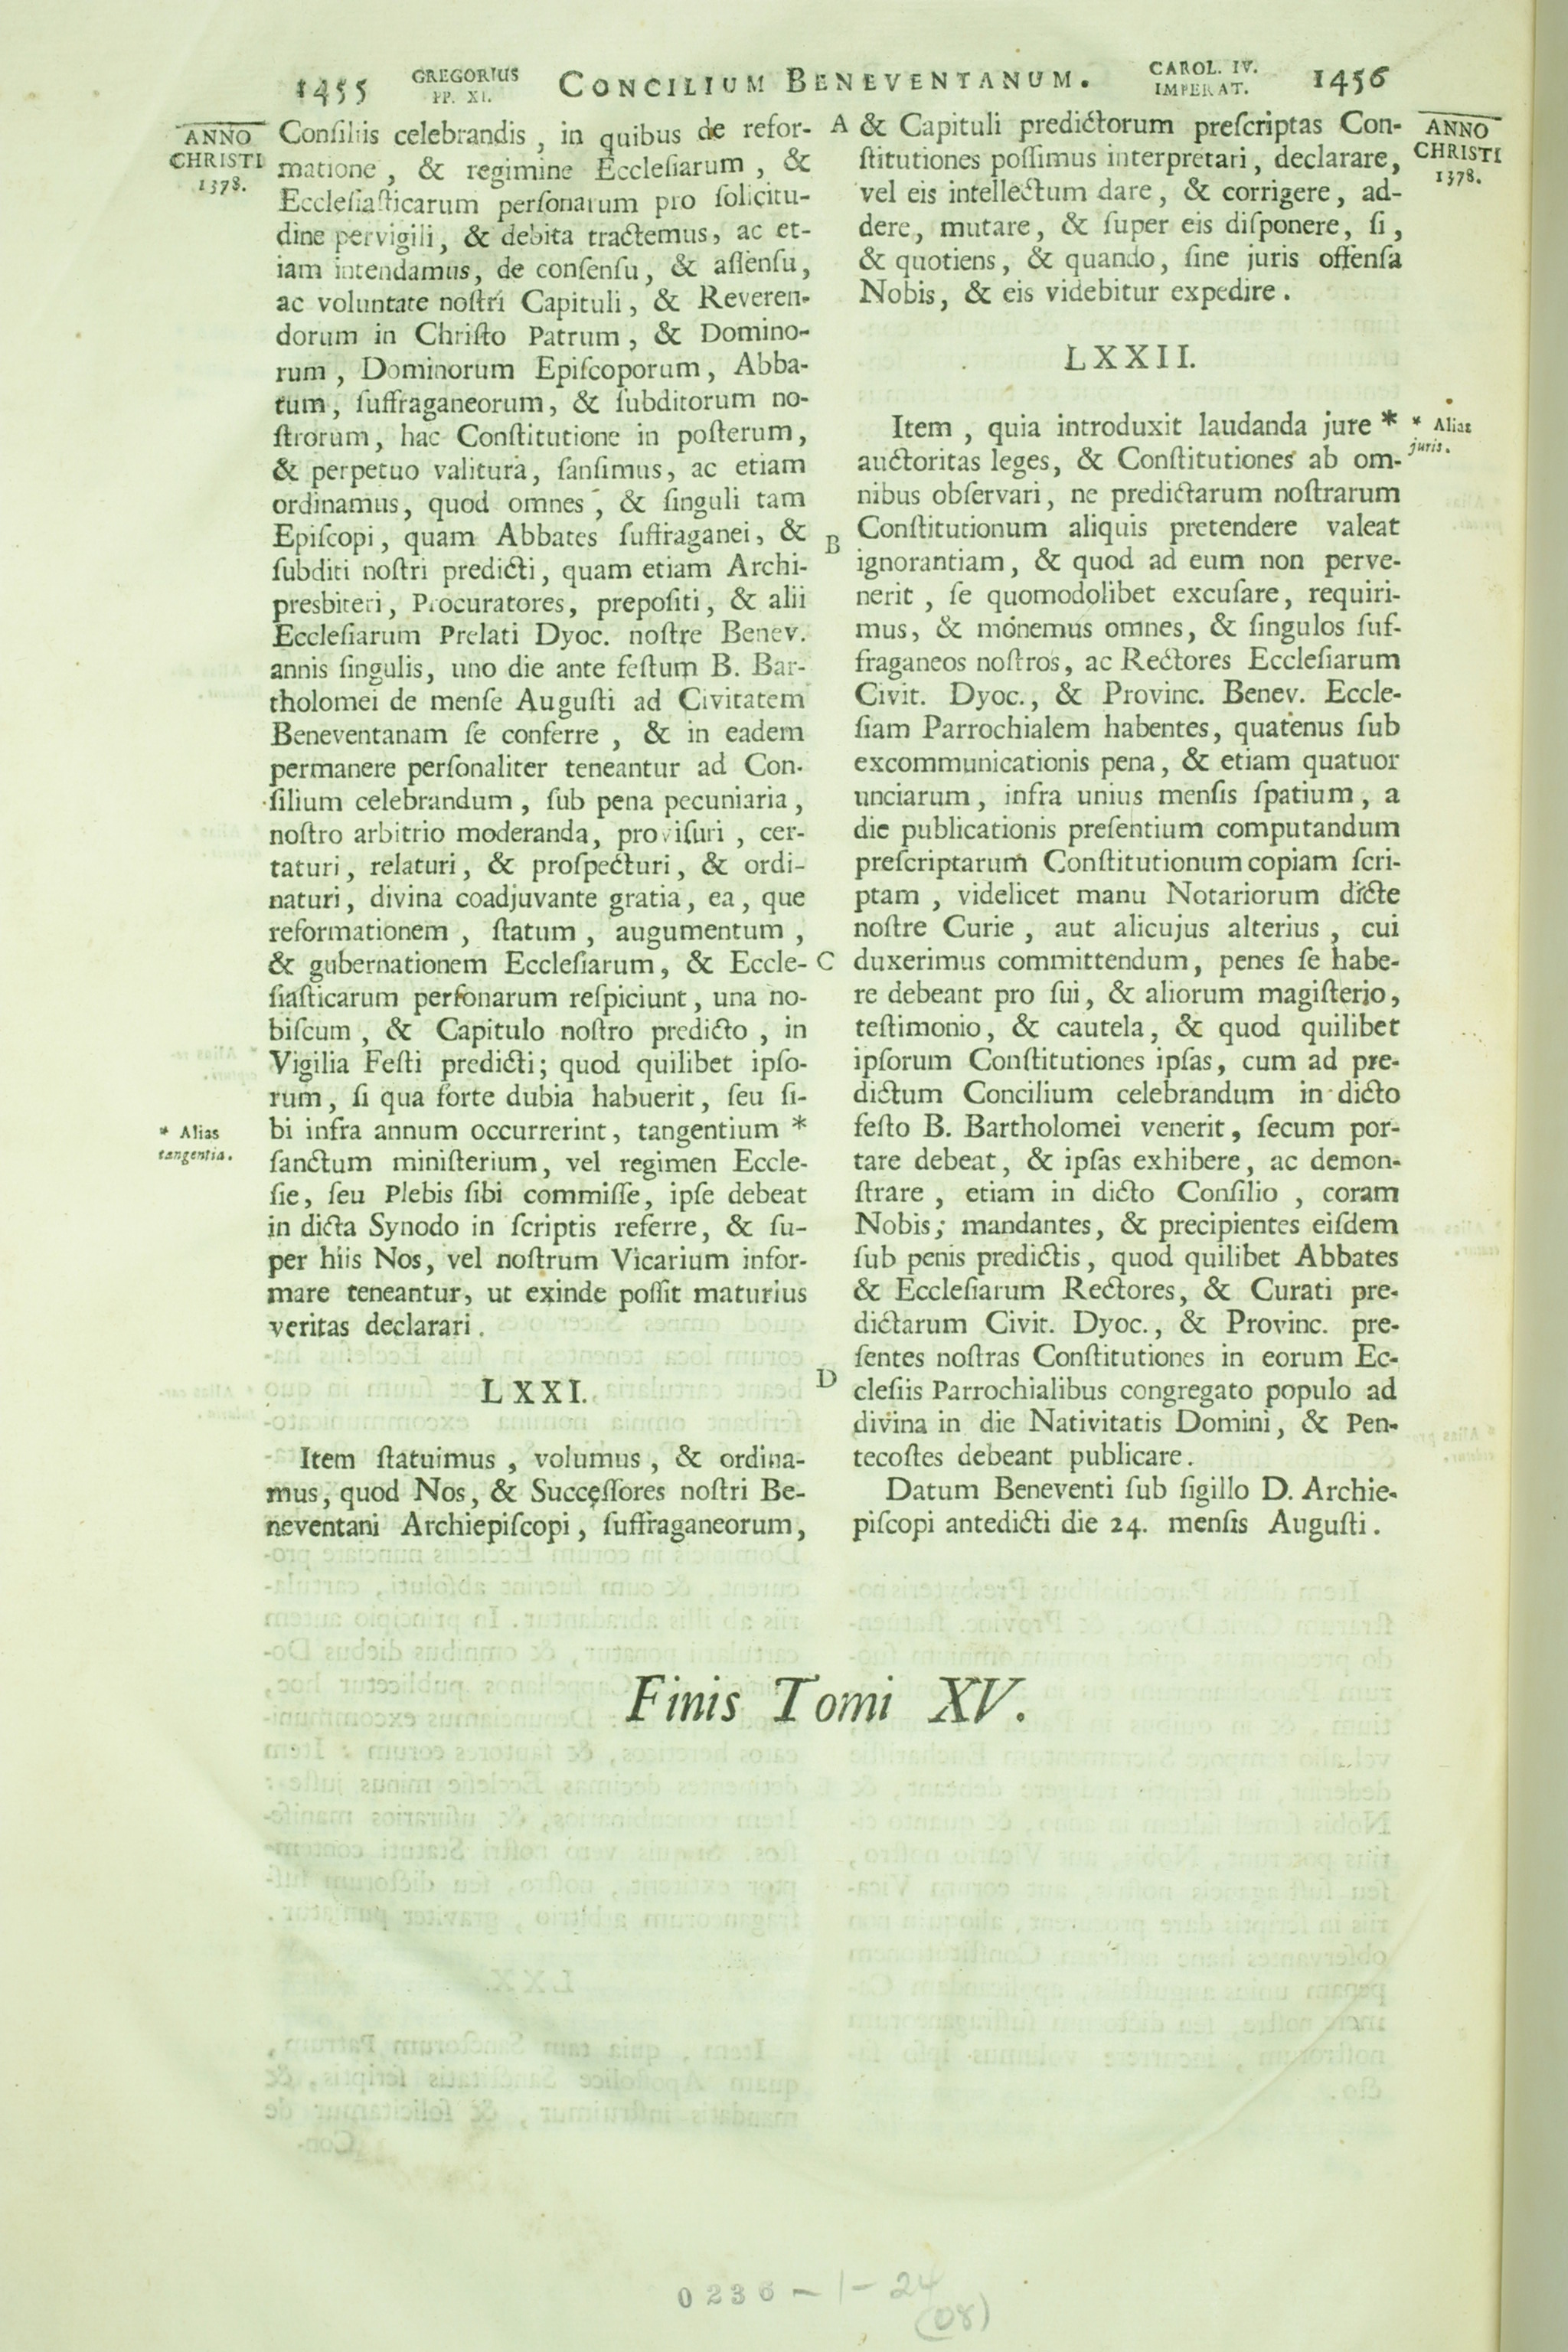 1455 GREGORIUS PP. XI. CONCILIUM BENEVENTANUM. CAROL. IV. IMPERAT. 1456
ANNO
CHRISTI
1378.
Conſiliis celebrandis, in quibus de refor-
matione, & regimine Eccleſiarum, &
Eccleſiaſticarum perſonarum pro ſolicitu-
dine pervigili, & debita tractemus, ac et-
iam intendamus, de conſenſu, & aſſenſu,
ac voluntate noſtri Capituli, & Reveren-
dorum in Chriſto Patrum, & Domino-
rum, Dominorum Epiſcoporum, Abba-
tum, ſuffraganeorum, & ſubditorum no-
ſtrorum, hac Conſtitutione in poſterum,
& perpetuo valitura, ſanſimus, ac etiam
ordinamus, quod omnes, & ſinguli tam
Epiſcopi, quam Abbates ſuffraganei, &
ſubditi noſtri predicti, quam etiam Archi-
presbiteri, Procuratores, prepoſiti, & alii
Eccleſiarum Prelati Dyoc. noſtre Benev.
annis ſingulis, uno die ante feſtum B. Bar-
tholomei de menſe Auguſti ad Civitatem
Beneventanam ſe conferre, & in eadem
permanere perſonaliter teneantur ad Con-
ſilium celebrandum, ſub pena pecuniaria,
noſtro arbitrio moderanda, proviſuri, cer-
taturi, relaturi, & proſpecturi, & ordi-
naturi, divina coadjuvante gratia, ea, que
reformationem, ſtatum, augumentum,
& gubernationem Eccleſiarum, & Eccle-
ſiaſticarum perſonarum reſpiciunt, una no-
biſcum, & Capitulo noſtro predicto, in
Vigilia Feſti predicti; quod quilibet ipſo-
rum, ſi qua forte dubia habuerit, ſeu ſi-
bi infra annum occurrerint, tangentium *
ſanctum miniſterium, vel regimen Eccle-
ſie, ſeu Plebis ſibi commiſſe, ipſe debeat
in dicta Synodo in ſcriptis referre, & ſu-
per hiis Nos, vel noſtrum Vicarium infor-
mare teneantur, ut exinde poſſit maturius
veritas declarari.
* Alias
tangentia.
LXXI.
Item ſtatuimus, volumus, & ordina-
mus, quod Nos, & Succeſſores noſtri Be-
neventani Archiepiſcopi, ſuffraganeorum,
A
B
C
D
& Capituli predictorum preſcriptas Con-
ſtitutiones poſſimus interpretari, declarare,
vel eis intellectum dare, & corrigere, ad-
dere, mutare, & ſuper eis diſponere, ſi,
& quotiens, & quando, ſine juris offenſa
Nobis, & eis videbitur expedire.
ANNO
CHRISTI
1378.
LXXII.
Item, quia introduxit laudanda jure *
auctoritas leges, & Conſtitutiones ab om-
nibus obſervari, ne predictarum noſtrarum
Conſtitutionum aliquis pretendere valeat
ignorantiam, & quod ad eum non perve-
nerit, ſe quomodolibet excuſare, requiri-
mus, & monemus omnes, & ſingulos ſuf-
fraganeos noſtros, ac Rectores Eccleſiarum
Civit. Dyoc., & Provinc. Benev. Eccle-
ſiam Parrochialem habentes, quatenus ſub
excommunicationis pena, & etiam quatuor
unciarum, infra unius menſis ſpatium, a
die publicationis preſentium computandum
preſcriptarum Conſtitutionum copiam ſcri-
ptam, videlicet manu Notariorum dicte
noſtre Curie, aut alicujus alterius, cui
duxerimus committendum, penes ſe habe-
re debeant pro ſui, & aliorum magiſterio,
teſtimonio, & cautela, & quod quilibet
ipſorum Conſtitutiones ipſas, cum ad pre-
dictum Concilium celebrandum in dicto
feſto B. Bartholomei venerit, ſecum por-
tare debeat, & ipſas exhibere, ac demon-
ſtrare, etiam in dicto Conſilio, coram
Nobis; mandantes, & precipientes eiſdem
ſub penis predictis, quod quilibet Abbates
& Eccleſiarum Rectores, & Curati pre-
dictarum Civit. Dyoc., & Provinc. pre-
ſentes noſtras Conſtitutiones in eorum Ec-
cleſiis Parrochialibus congregato populo ad
divina in die Nativitatis Domini, & Pen-
tecoſtes debeant publicare.
Datum Beneventi ſub ſigillo D. Archie-
piſcopi antedicti die 24. menſis Auguſti.
* Alias
juris.
Finis Tomi XV.
0236-1-24
(08)